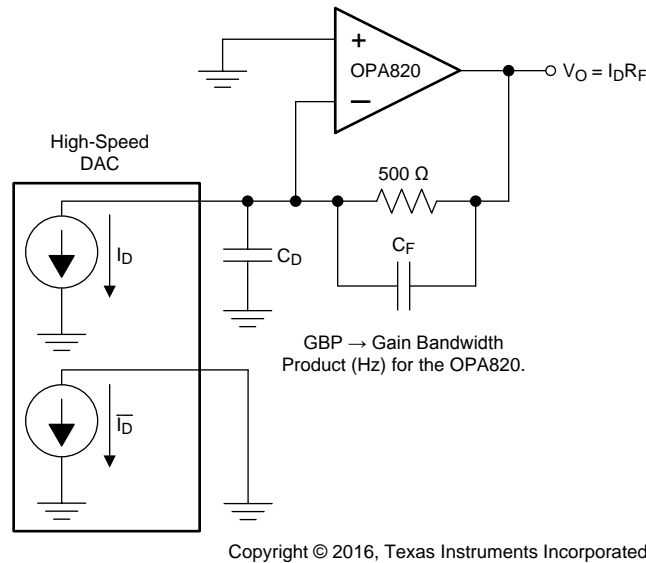 +
OPA820
−
V_O = I_DR_F
High-Speed
DAC
500 Ω
I_D
C_D
C_F
GBP → Gain Bandwidth
Product (Hz) for the OPA820.
I̅_D̅
Copyright © 2016, Texas Instruments Incorporated